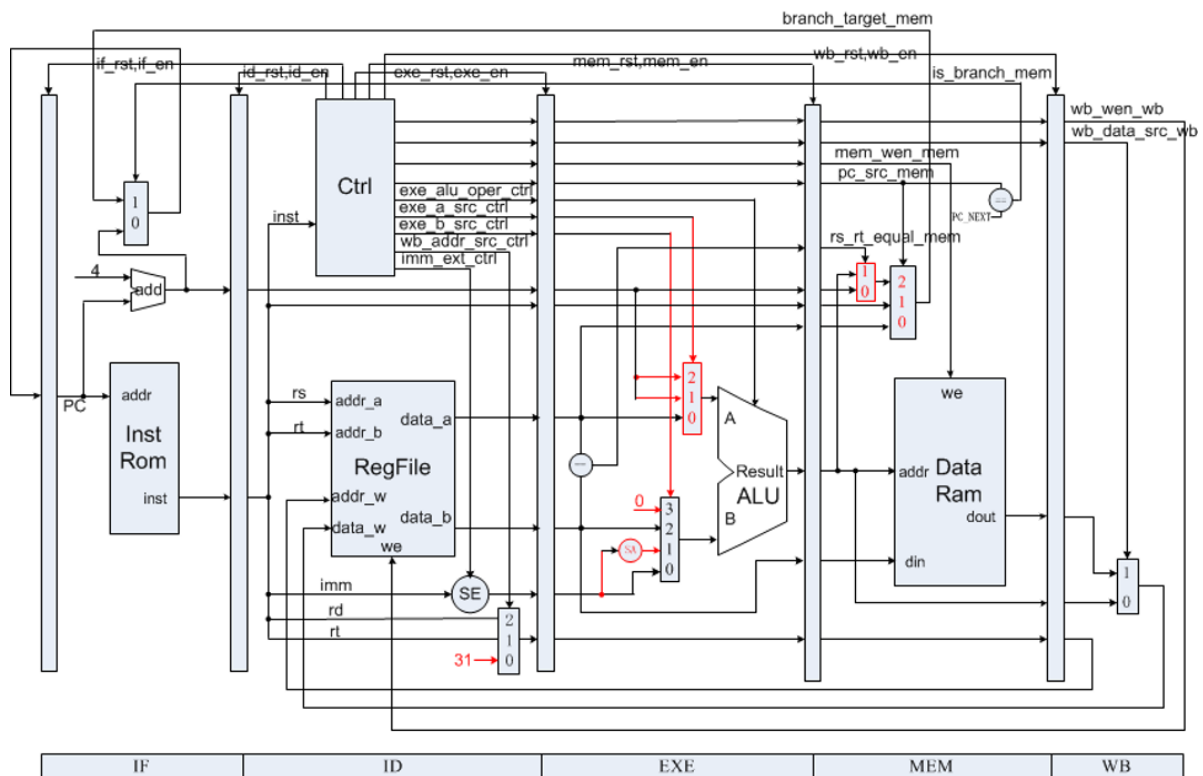 branch_target_mem
if_rst,if_en
id_rst,id_en
exe_rst,exe_en
mem_rst,mem_en
wb_rst,wb_en
is_branch_mem
wb_wen_wb
wb_data_src_wb
mem_wen_mem
pc_src_mem
Ctrl
inst
exe_alu_oper_ctrl
exe_a_src_ctrl
exe_b_src_ctrl
wb_addr_src_ctrl
imm_ext_ctrl
==
PC_NEXT
rs_rt_equal_mem
1
0
4
add
1
0
2
1
0
PC
addr
Inst
Rom
inst
rs
rt
addr_a
addr_b
data_a
RegFile
addr_w
data_w
data_b
we
2
1
0
A
Result
ALU
B
==
0
3
2
1
0
SA
we
addr
Data
Ram
dout
din
1
0
imm
SE
rd
rt
2
1
0
31
IF
ID
EXE
MEM
WB